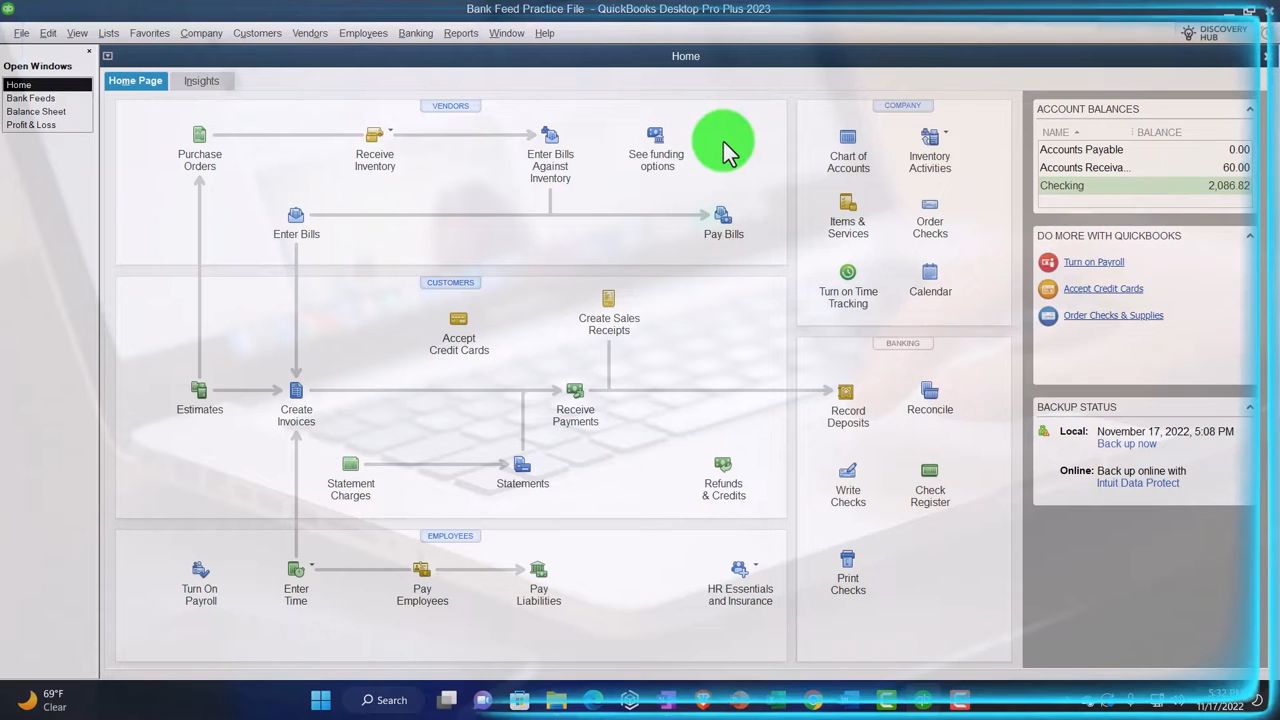 Bank Feed Practice File - QuickBooks Desktop Pro Plus 2023
File Edit View Lists Favorites Company Customers Vendors Employees Banking Reports Window Help
DISCOVERY
HUB
Open Windows
Home
Bank Feeds
Balance Sheet
Profit & Loss
Home
Home Page Insights
VENDORS
Purchase
Orders
Receive
Inventory
Enter Bills
Against
Inventory
See funding
options
Enter Bills
Pay Bills
CUSTOMERS
Accept
Credit Cards
Create Sales
Receipts
Estimates
Create
Invoices
Receive
Payments
Statement
Charges
Statements
Refunds
& Credits
EMPLOYEES
Turn On
Payroll
Enter
Time
Pay
Employees
Pay
Liabilities
HR Essentials
and Insurance
COMPANY
Chart of
Accounts
Inventory
Activities
Items &
Services
Order
Checks
Turn on Time
Tracking
Calendar
BANKING
Record
Deposits
Reconcile
Write
Checks
Check
Register
Print
Checks
ACCOUNT BALANCES
NAME BALANCE
Accounts Payable 0.00
Accounts Receiva... 60.00
Checking 2,086.82
DO MORE WITH QUICKBOOKS
Turn on Payroll
Accept Credit Cards
Order Checks & Supplies
BACKUP STATUS
Local: November 17, 2022, 5:08 PM
Back up now
Online: Back up online with
Intuit Data Protect
69°F
Clear
Search
5:32 PM
11/17/2022